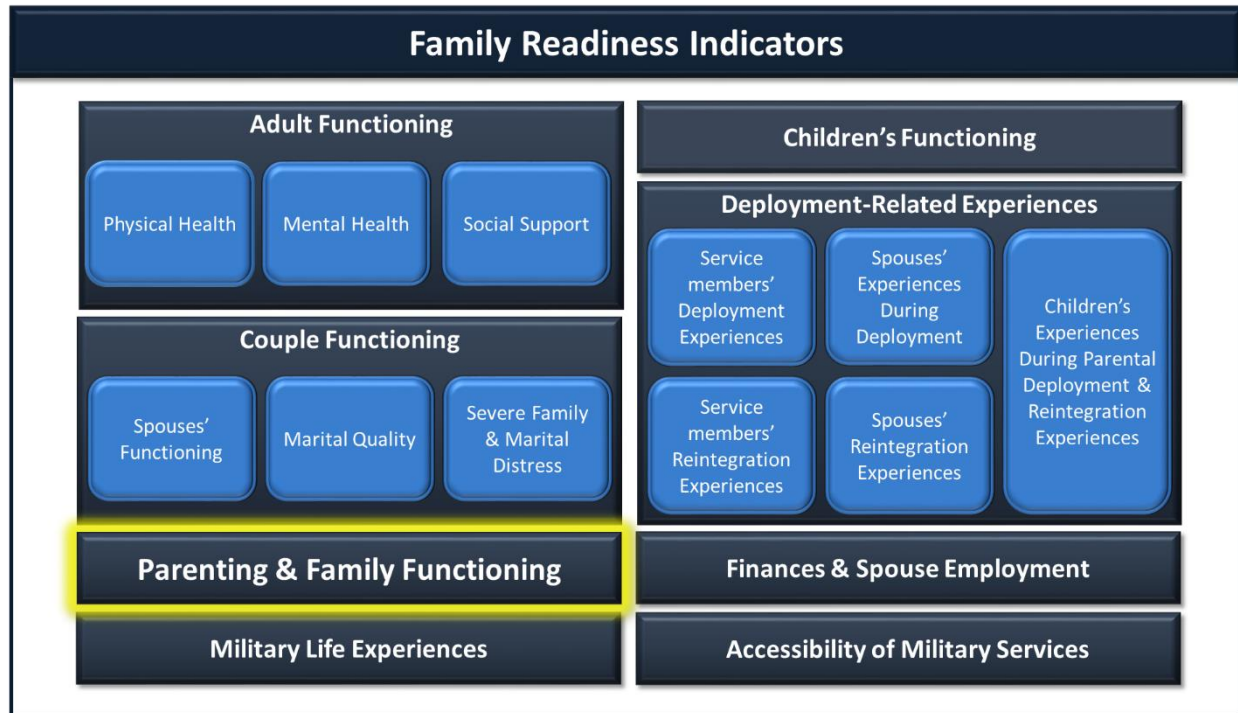 Family Readiness Indicators
Adult Functioning
Physical Health
Mental Health
Social Support
Couple Functioning
Spouses’
Functioning
Marital Quality
Severe Family
& Marital
Distress
Parenting & Family Functioning
Military Life Experiences
Children’s Functioning
Deployment-Related Experiences
Service
members’
Deployment
Experiences
Spouses’
Experiences
During
Deployment
Children’s
Experiences
During Parental
Deployment &
Reintegration
Experiences
Service
members’
Reintegration
Experiences
Spouses’
Reintegration
Experiences
Finances & Spouse Employment
Accessibility of Military Services